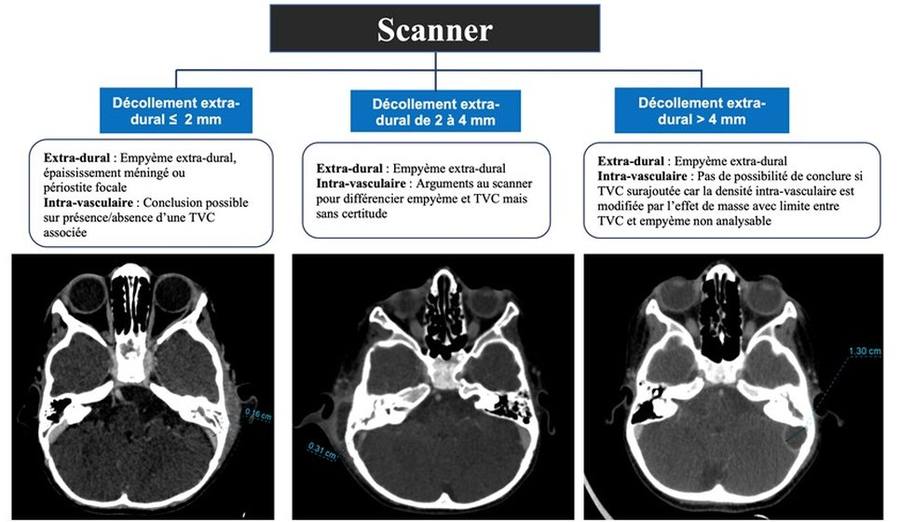 Scanner
Décollement extra-
dural ≤ 2 mm
Extra-dural : Empyème extra-dural,
épaississement méningé ou
périostite focale
Intra-vasculaire : Conclusion possible
sur présence/absence d'une TVC
associée
0.16 cm
Décollement extra-
dural de 2 à 4 mm
Extra-dural : Empyème extra-dural
Intra-vasculaire : Arguments au scanner
pour différencier empyème et TVC mais
sans certitude
0.31 cm
Décollement extra-
dural > 4 mm
Extra-dural : Empyème extra-dural
Intra-vasculaire : Pas de possibilité de conclure si
TVC surajoutée car la densité intra-vasculaire est
modifiée par l'effet de masse avec limite entre
TVC et empyème non analysable
1.30 cm